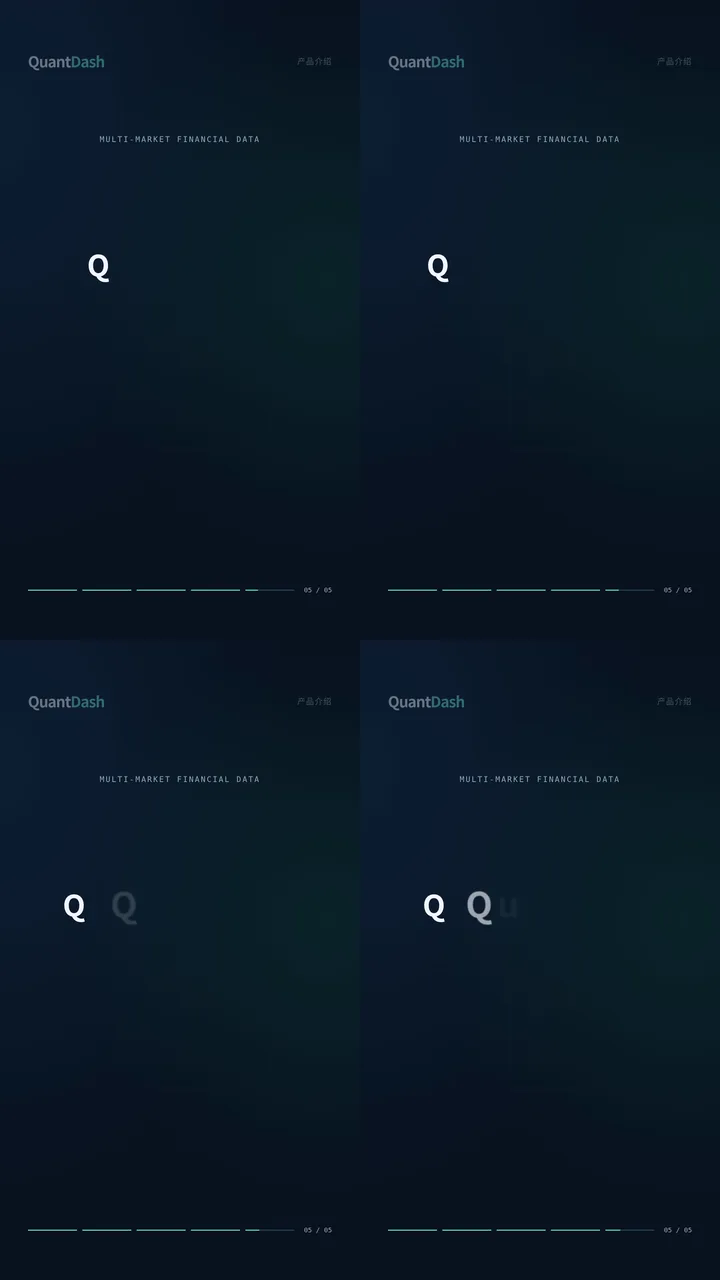 QuantDash 产品介绍
MULTI-MARKET FINANCIAL DATA
Q
05 / 05
QuantDash 产品介绍
MULTI-MARKET FINANCIAL DATA
Q
05 / 05
QuantDash 产品介绍
MULTI-MARKET FINANCIAL DATA
Q Q
05 / 05
QuantDash 产品介绍
MULTI-MARKET FINANCIAL DATA
Q Qu
05 / 05